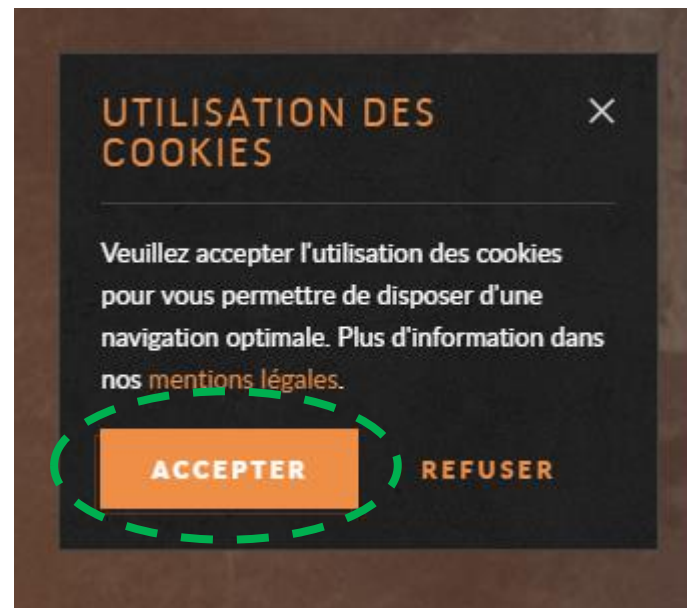 UTILISATION DES
COOKIES
Veuillez accepter l'utilisation des cookies
pour vous permettre de disposer d'une
navigation optimale. Plus d'information dans
nos mentions légales.
ACCEPTER
REFUSER